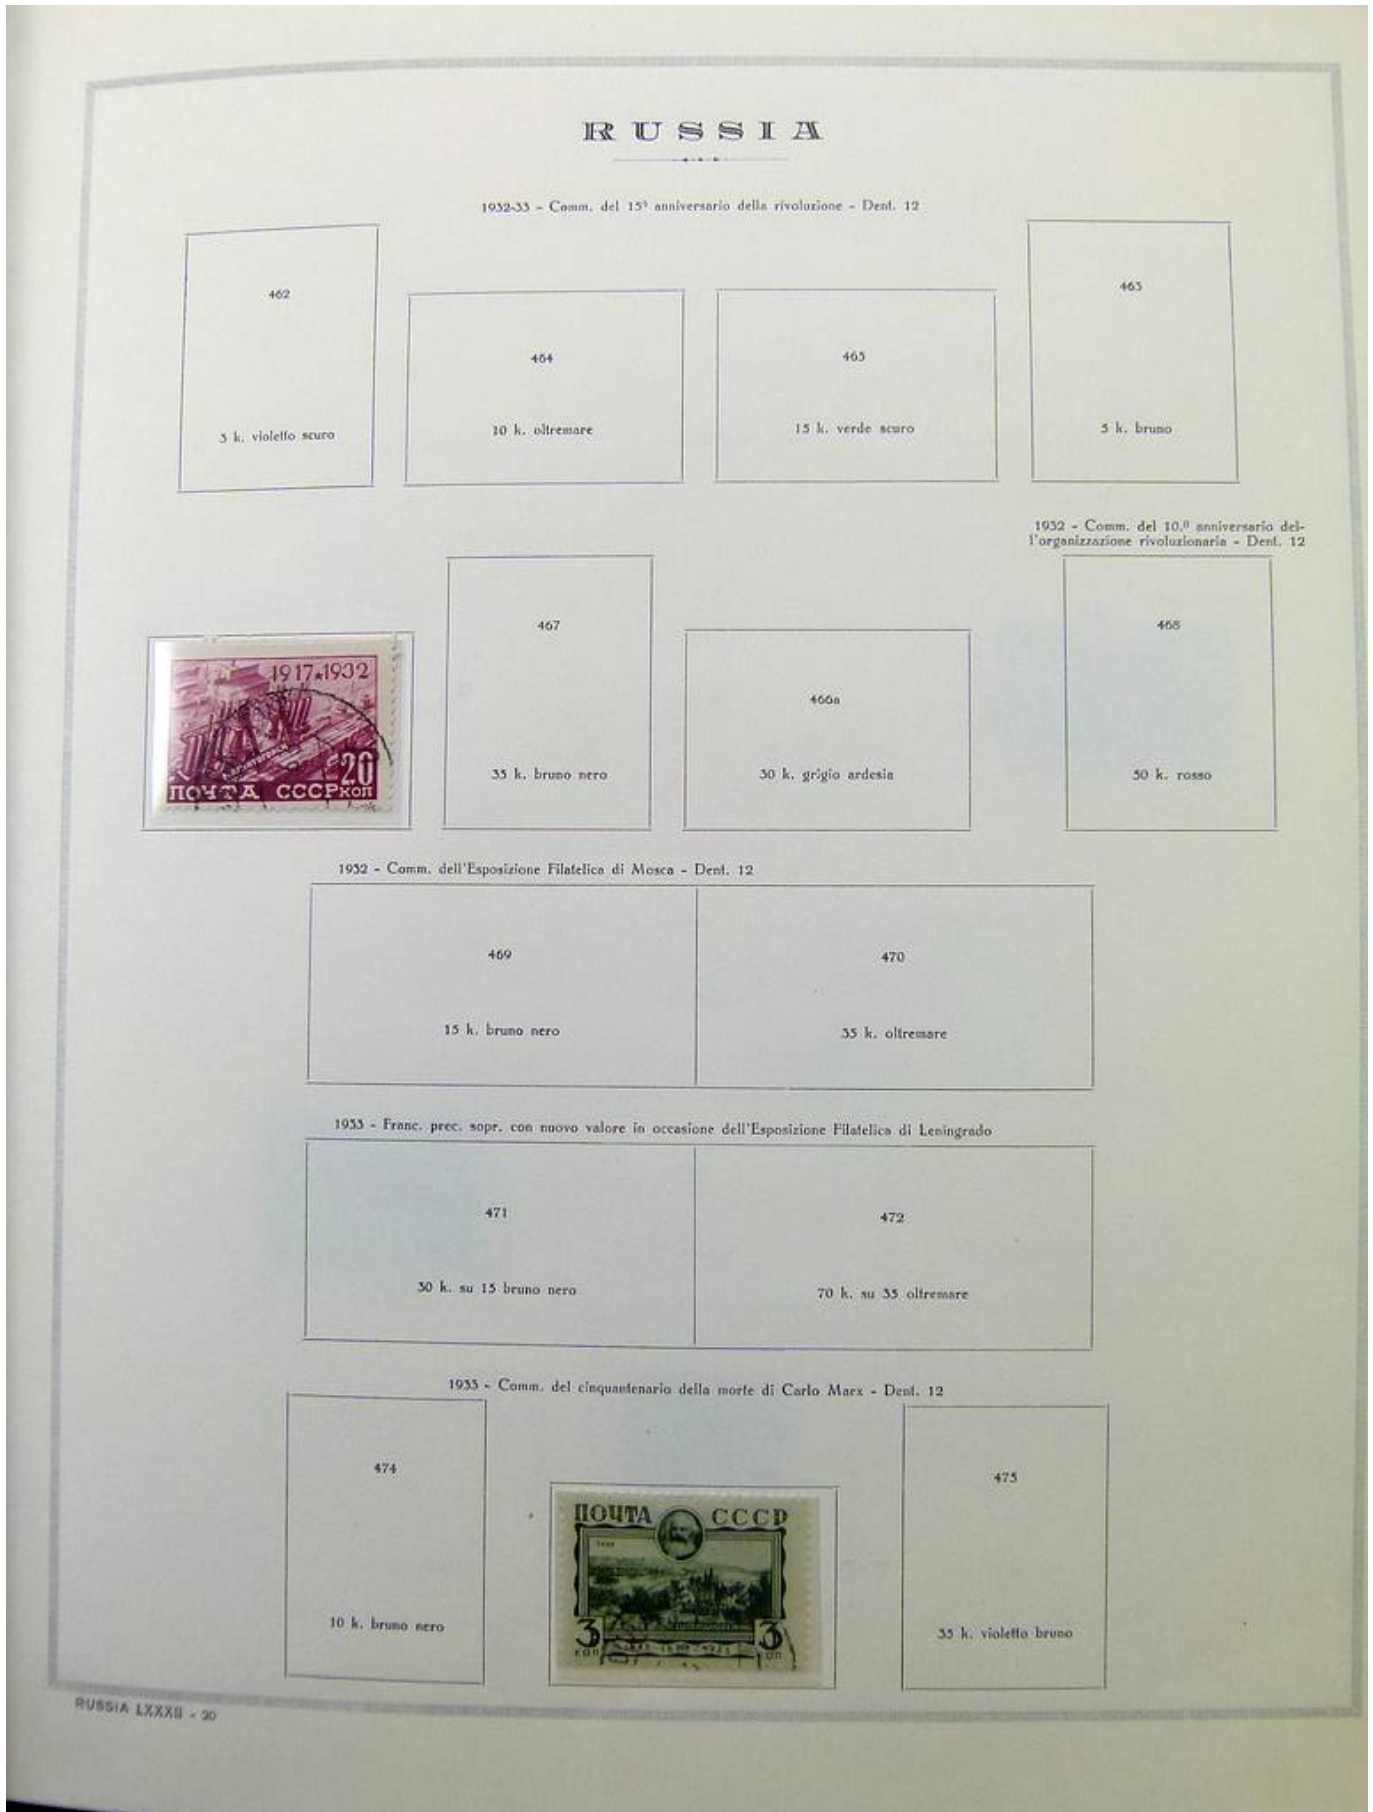 RUSSIA
1932-33 - Comm. del 15º anniversario della rivoluzione - Dent. 12
462
3 k. violetto scuro
464
10 k. oltremare
465
15 k. verde scuro
463
5 k. bruno
1932 - Comm. del 10.º anniversario del-
l'organizzazione rivoluzionaria - Dent. 12
1917★1932
20
ПОЧТА СССР КОП
467
35 k. bruno nero
466a
30 k. grigio ardesia
468
50 k. rosso
1932 - Comm. dell'Esposizione Filatelica di Mosca - Dent. 12
469
15 k. bruno nero
470
35 k. oltremare
1933 - Franc. prec. sopr. con nuovo valore in occasione dell'Esposizione Filatelica di Leningrado
471
30 k. su 15 bruno nero
472
70 k. su 35 oltremare
1933 - Comm. del cinquantenario della morte di Carlo Marx - Dent. 12
474
10 k. bruno nero
ПОЧТА СССР
3 3
КОП КОП
475
35 k. violetto bruno
RUSSIA LXXXII - 20